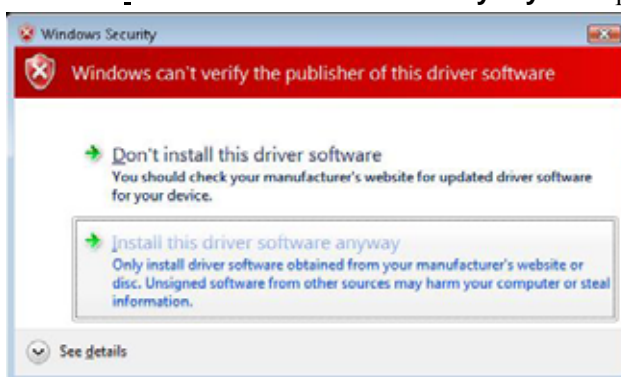 Windows Security
Windows can't verify the publisher of this driver software
Don't install this driver software
You should check your manufacturer's website for updated driver software
for your device.
Install this driver software anyway
Only install driver software obtained from your manufacturer's website or
disc. Unsigned software from other sources may harm your computer or steal
information.
See details